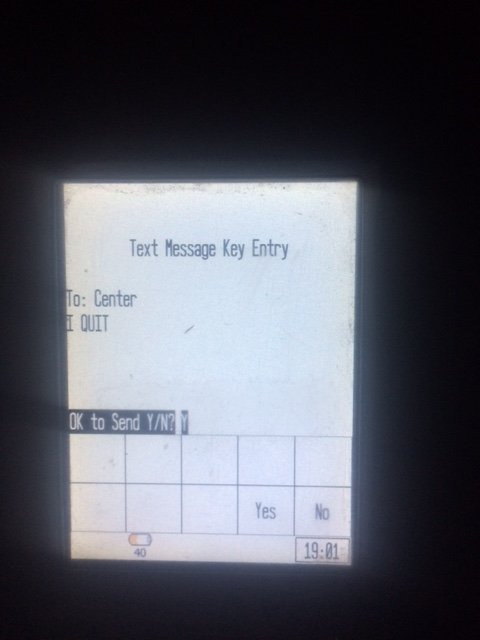 Text Message Key Entry
To: Center
I QUIT
OK to Send Y/N? Y
Yes No
40
19:01